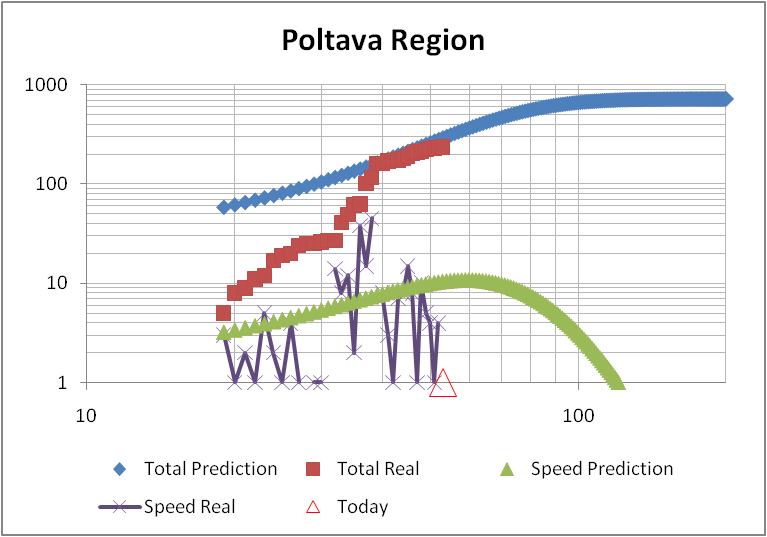 Poltava Region
1000
100
10
1
10 100
Total Prediction Total Real Speed Prediction
Speed Real Today